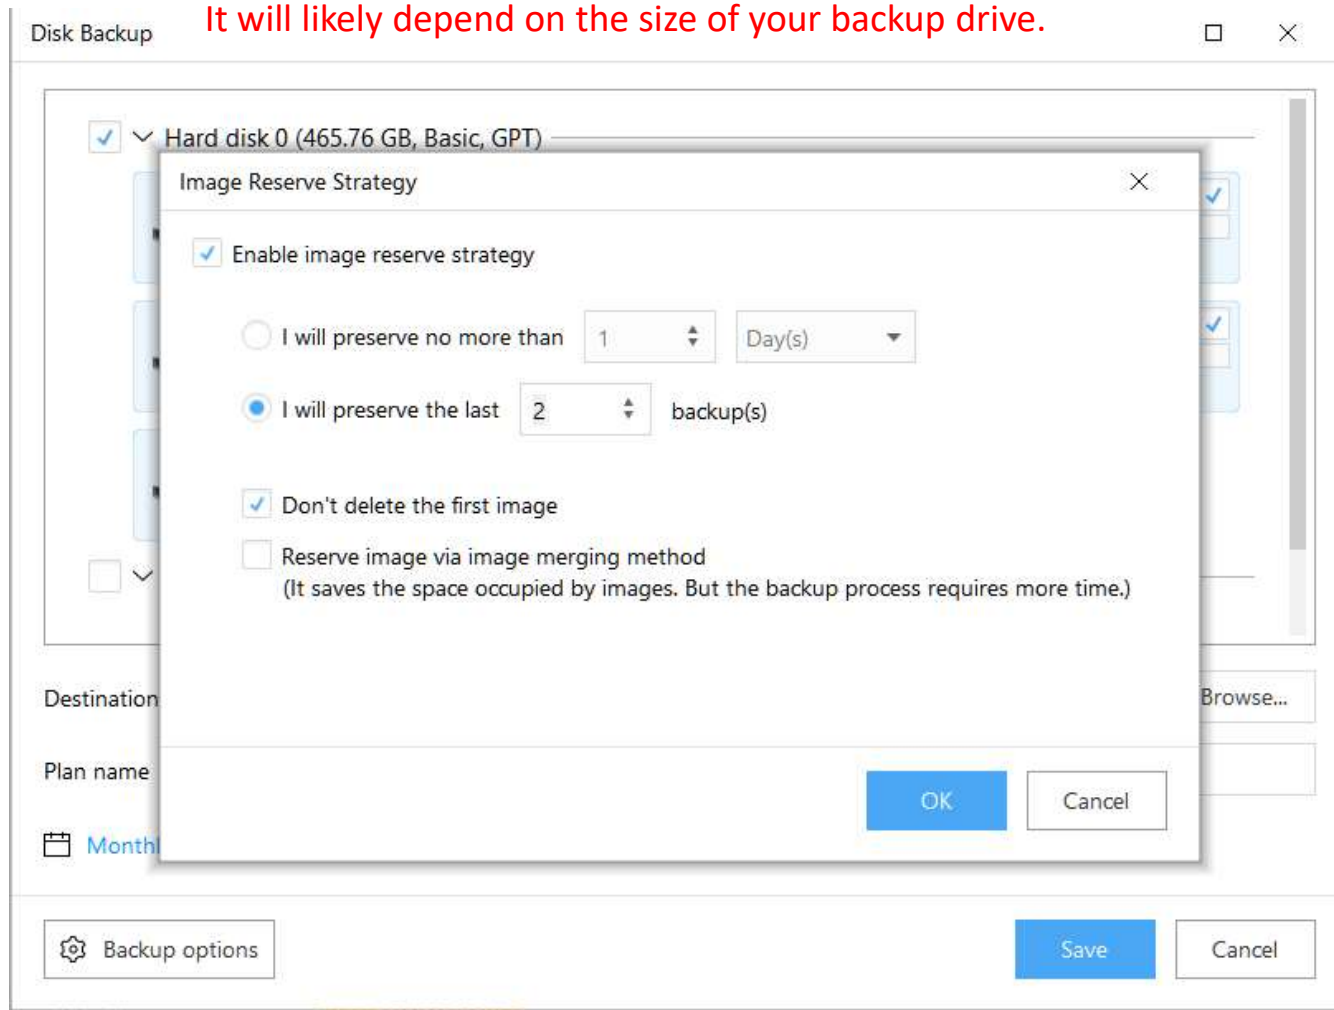 It will likely depend on the size of your backup drive.
Disk Backup
Hard disk 0 (465.76 GB, Basic, GPT)
Image Reserve Strategy
Enable image reserve strategy
I will preserve no more than 1 Day(s)
I will preserve the last 2 backup(s)
Don't delete the first image
Reserve image via image merging method
(It saves the space occupied by images. But the backup process requires more time.)
Destination Browse...
Plan name
OK Cancel
Monthl
Backup options Save Cancel